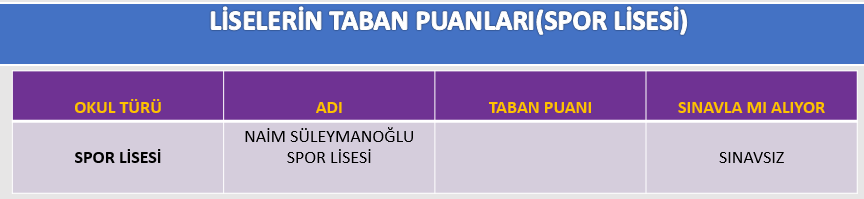 LİSELERİN TABAN PUANLARI(SPOR LİSESİ)
OKUL TÜRÜ ADI TABAN PUANI SINAVLA MI ALIYOR
SPOR LİSESİ NAİM SÜLEYMANOĞLU
SPOR LİSESİ SINAVSIZ